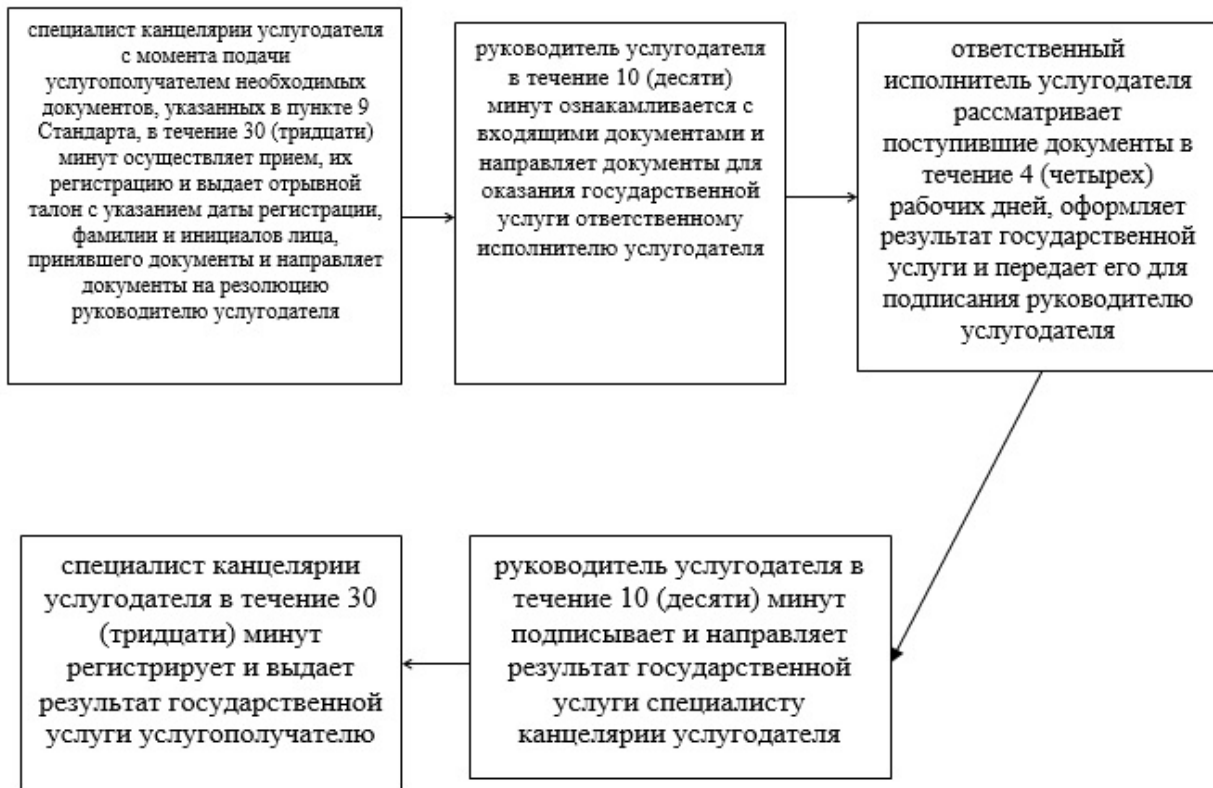 специалист канцелярии услугодателя
с момента подачи
услугополучателем необходимых
документов, указанных в пункте 9
Стандарта, в течение 30 (тридцати)
минут осуществляет прием, их
регистрацию и выдает отрывной
талон с указанием даты регистрации,
фамилии и инициалов лица,
принявшего документы и направляет
документы на резолюцию
руководителю услугодателя
руководитель услугодателя
в течение 10 (десяти)
минут ознакамливается с
входящими документами и
направляет документы для
оказания государственной
услуги ответственному
исполнителю услугодателя
ответственный
исполнитель услугодателя
рассматривает
поступившие документы в
течение 4 (четырех)
рабочих дней, оформляет
результат государственной
услуги и передает его для
подписания руководителю
услугодателя
руководитель услугодателя в
течение 10 (десяти) минут
подписывает и направляет
результат государственной
услуги специалисту
канцелярии услугодателя
специалист канцелярии
услугодателя в течение 30
(тридцати) минут
регистрирует и выдает
результат государственной
услуги услугополучателю